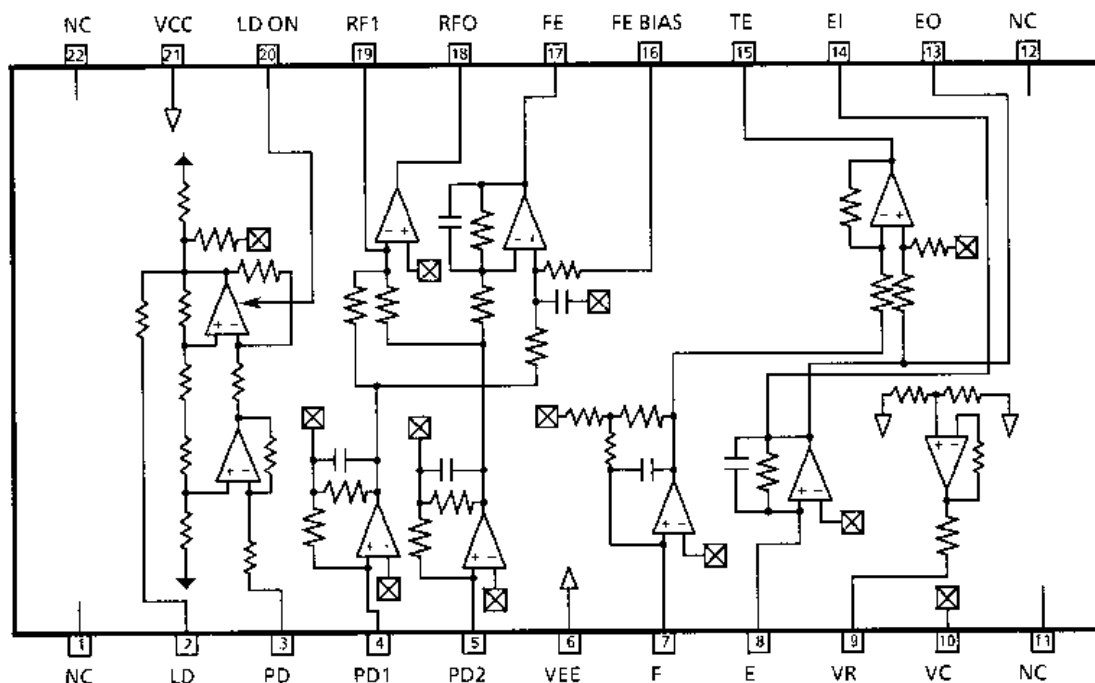 NC VCC LD ON RF1 RFO FE FE BIAS TE EI EO NC
22 21 20 19 18 17 16 15 14 13 12
- +
- +
- +
- +
+ -
+ -
+ -
+ -
+ -
+ -
+ -
1 2 3 4 5 6 7 8 9 10 11
NC LD PD PD1 PD2 VEE F E VR VC NC